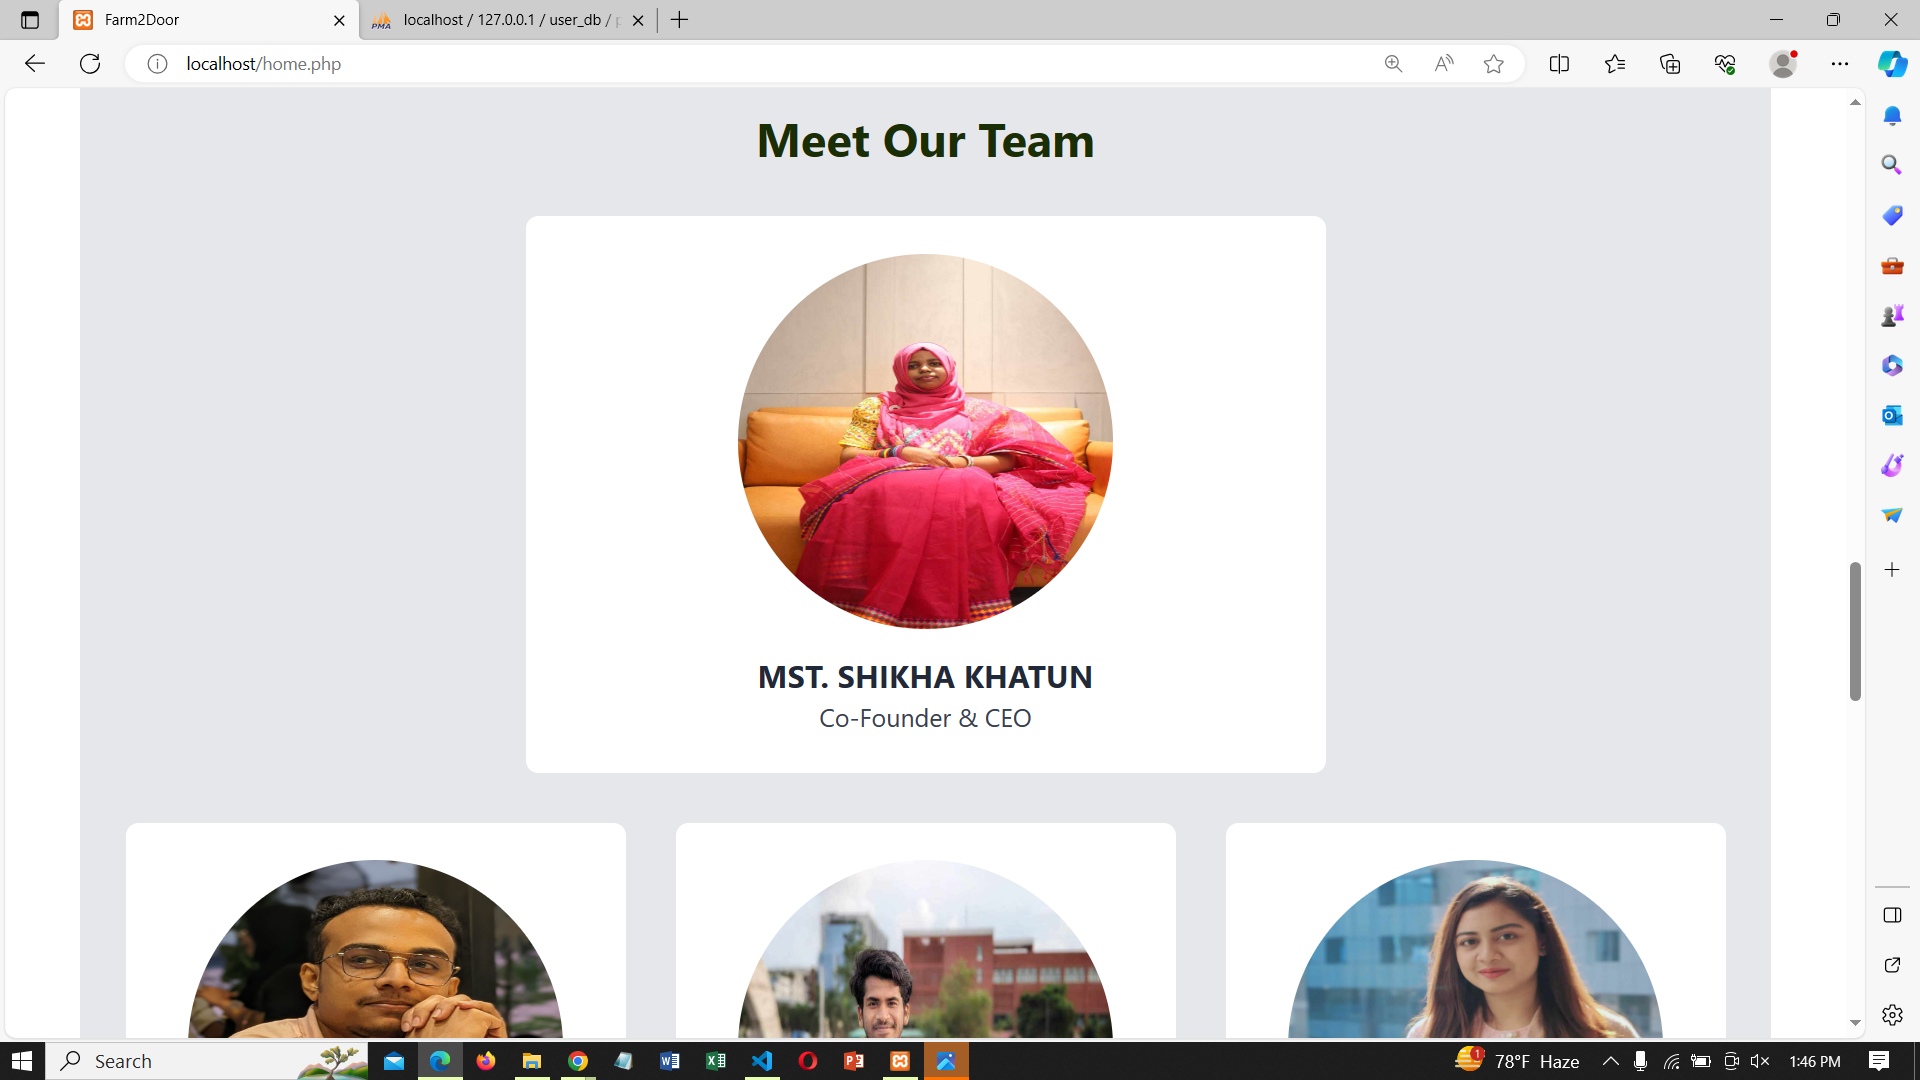 Farm2Door
localhost / 127.0.0.1 / user_db /
localhost/home.php
Meet Our Team
MST. SHIKHA KHATUN
Co-Founder & CEO
Search
78°F Haze
1:46 PM